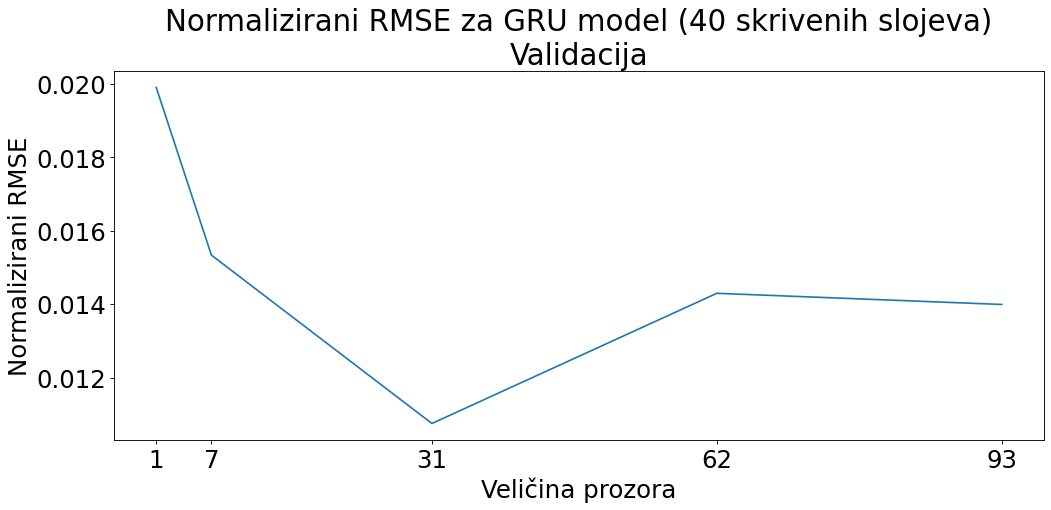 Normalizirani RMSE za GRU model (40 skrivenih slojeva)
Validacija
Normalizirani RMSE
0.020
0.018
0.016
0.014
0.012
1 7 31 62 93
Veličina prozora